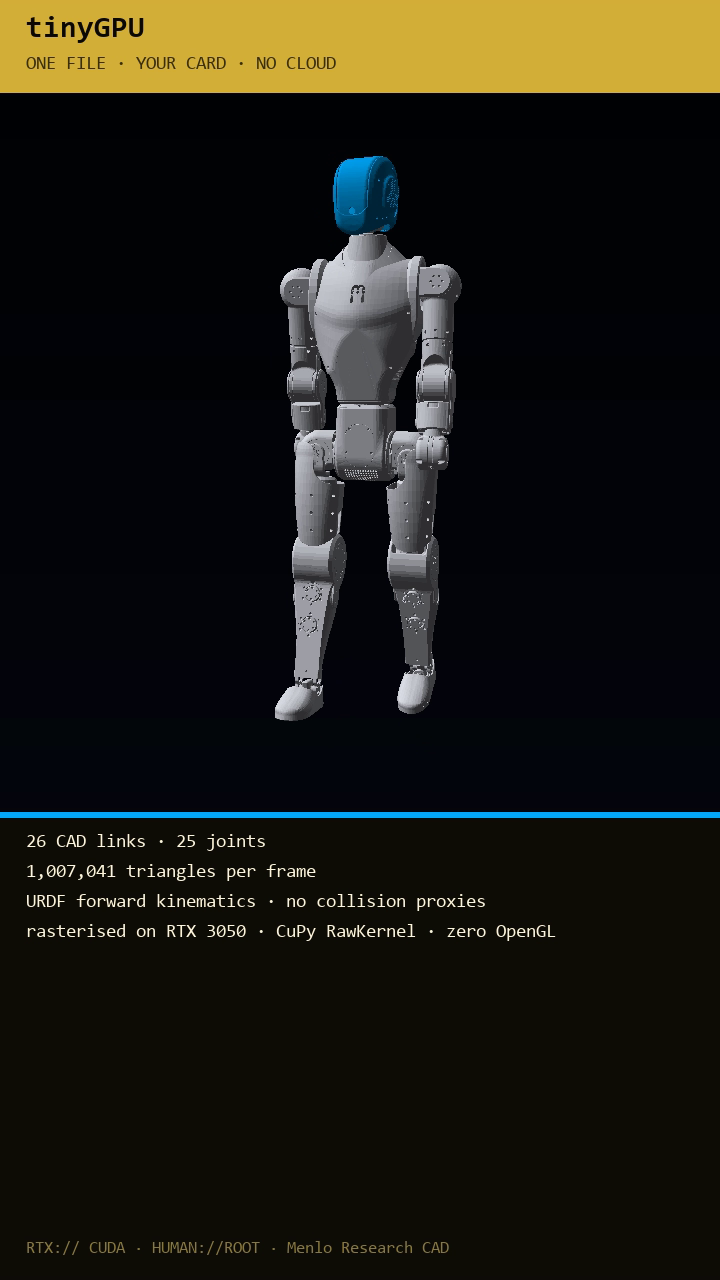 tinyGPU
ONE FILE · YOUR CARD · NO CLOUD
26 CAD links · 25 joints
1,007,041 triangles per frame
URDF forward kinematics · no collision proxies
rasterised on RTX 3050 · CuPy RawKernel · zero OpenGL
RTX:// CUDA · HUMAN://ROOT · Menlo Research CAD